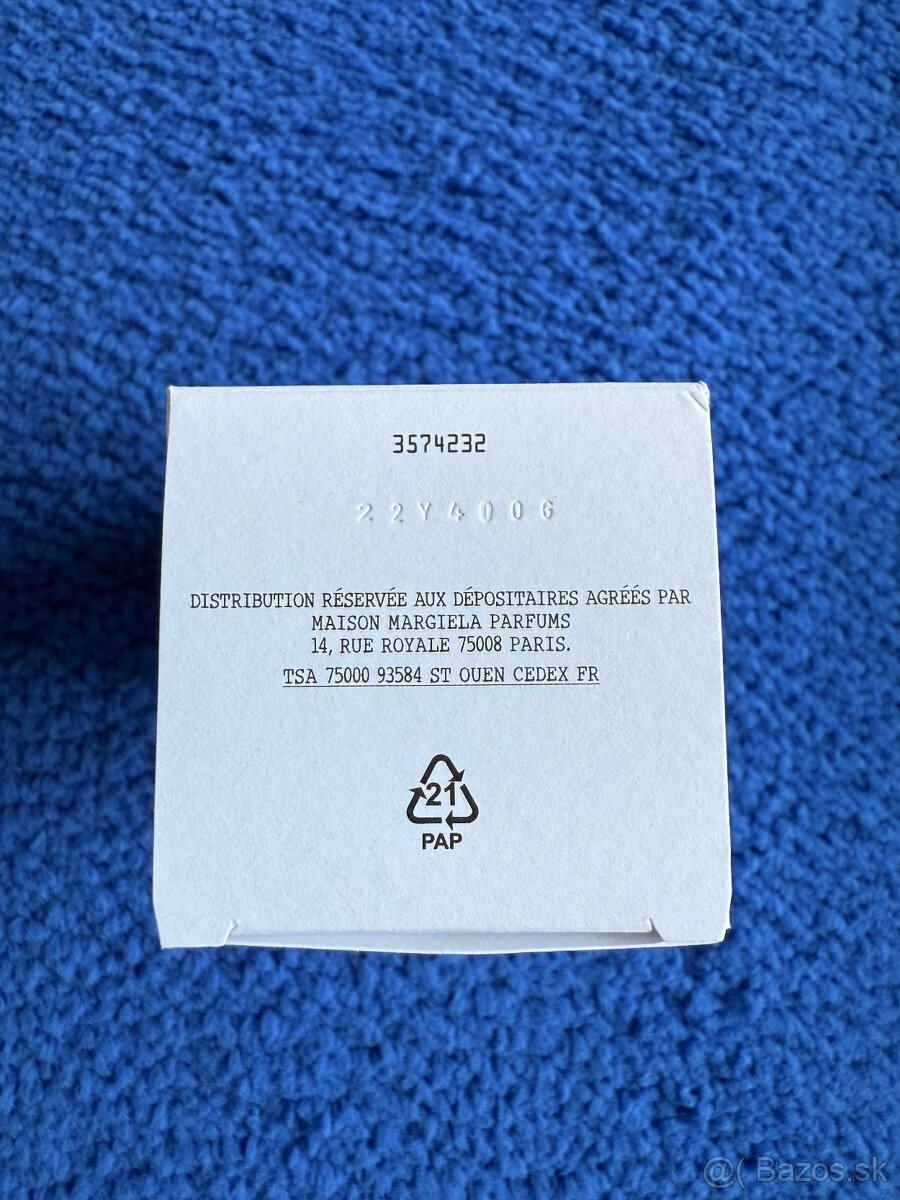 3574232
22Y400G
DISTRIBUTION RÉSERVÉE AUX DÉPOSITAIRES AGRÉÉS PAR
MAISON MARGIELA PARFUMS
14, RUE ROYALE 75008 PARIS.
TSA 75000 93584 ST OUEN CEDEX FR
21
PAP
@( Bazos.sk